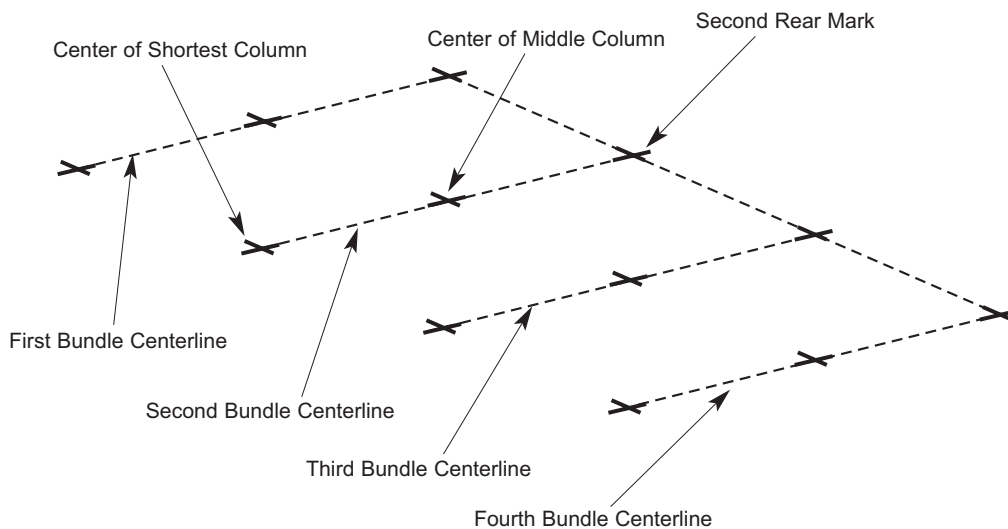 Second Rear Mark
Center of Middle Column
Center of Shortest Column
First Bundle Centerline
Second Bundle Centerline
Third Bundle Centerline
Fourth Bundle Centerline